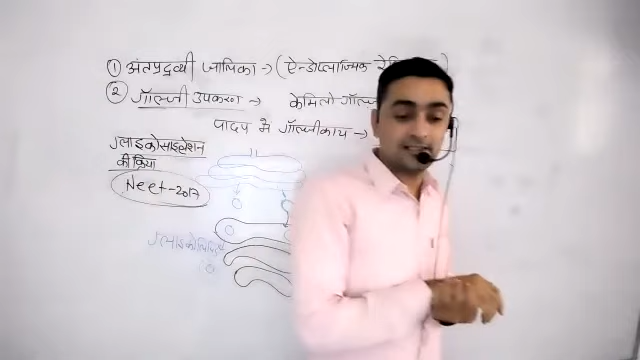 ① अंतप्रद्रव्यी जालिका → (ऐन्डोप्लाज्मिक
② गॉल्जी उपकरण → केमिलो गॉल्जी
पादप में गॉल्जीकाय →
ग्लाइकोसाइलेशन
की क्रिया
Neet-2017